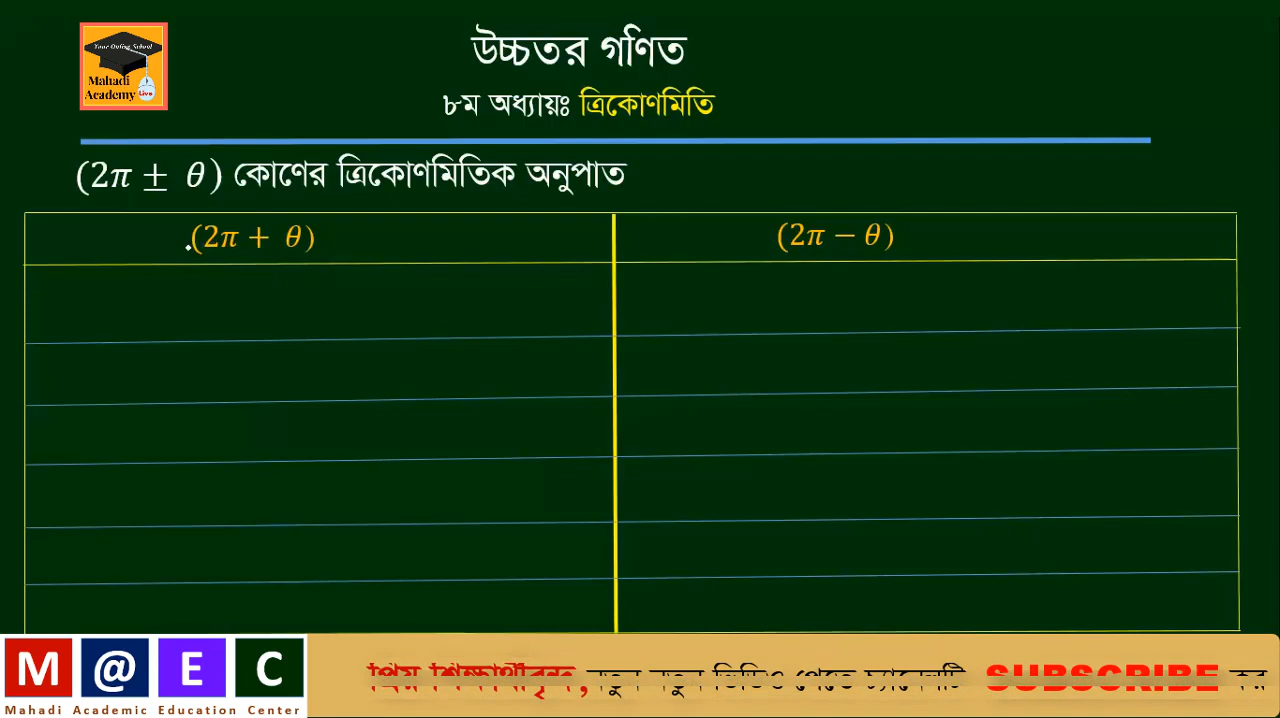 Your Online School
Mahadi
Academy Live
উচ্চতর গণিত
৮ম অধ্যায়ঃ ত্রিকোণমিতি
(2π ± θ) কোণের ত্রিকোণমিতিক অনুপাত
(2π + θ) (2π − θ)
M @ E C
Mahadi Academic Education Center
প্রিয় শিক্ষার্থীবৃন্দ, নতুন নতুন ভিডিও পেতে চ্যানেলটি SUBSCRIBE কর